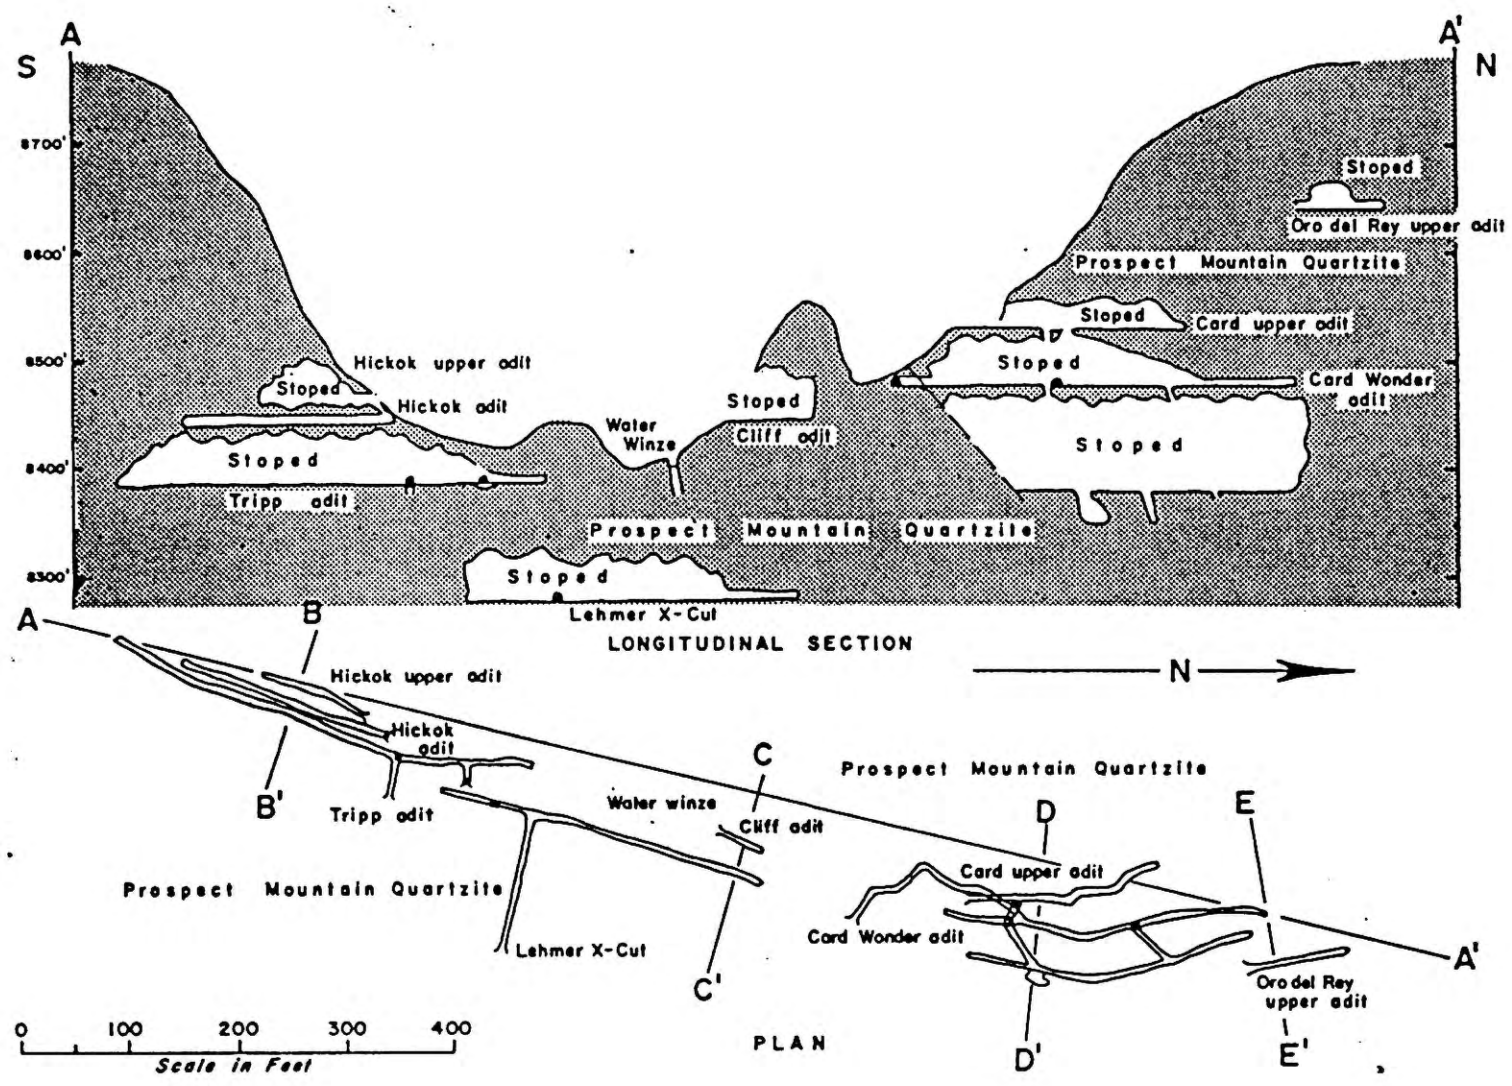 A
A'
S
N
8700'
Stoped
Oro del Rey upper adit
8600'
Prospect Mountain Quartzite
Stoped
Card upper adit
8500'
Hickok upper adit
Stoped
Stoped
Card Wonder
adit
Hickok adit
Stoped
Water
Winze
Cliff adit
8400'
Stoped
Stoped
Tripp adit
Prospect Mountain Quartzite
8300'
Stoped
Lehmer X-Cut
A
B
LONGITUDINAL SECTION
N
Hickok upper adit
Hickok
adit
C
Prospect Mountain Quartzite
B'
Tripp adit
Water winze
Cliff adit
D
E
Card upper adit
Prospect Mountain Quartzite
Card Wonder adit
Lehmer X-Cut
C'
A'
Oro del Rey
upper adit
0 100 200 300 400
Scale in Feet
PLAN
D'
E'